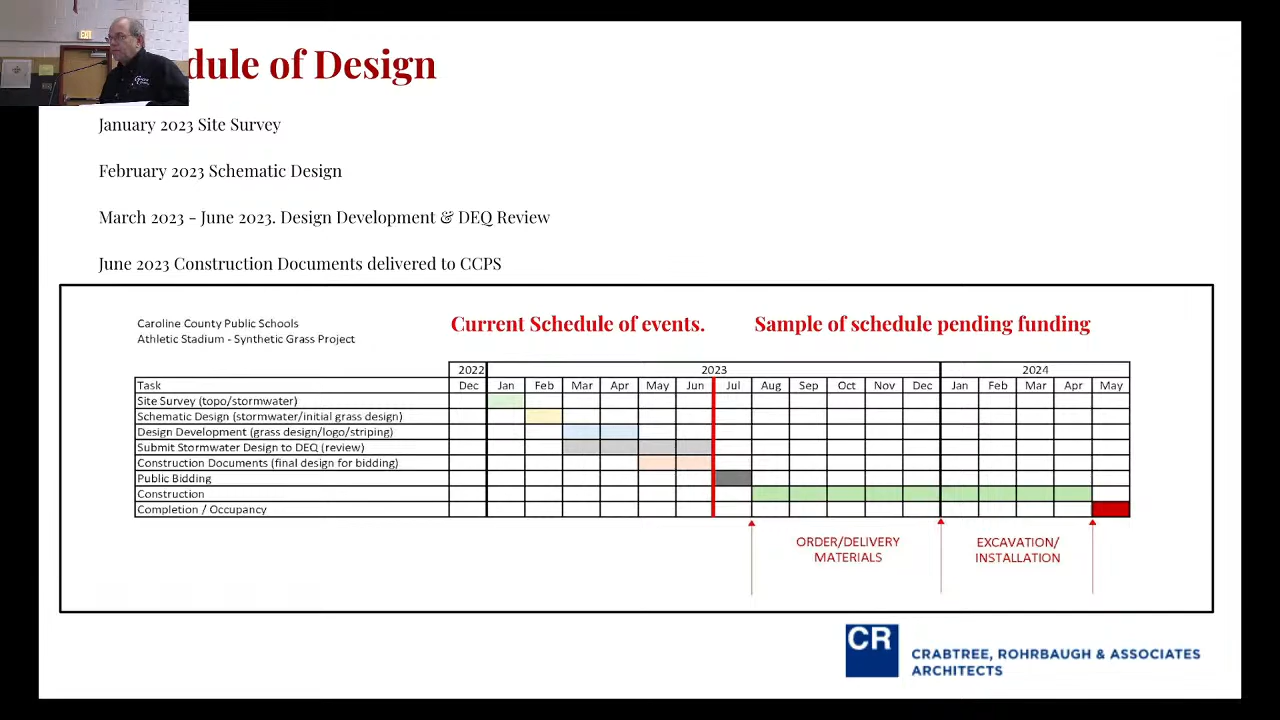 dule of Design
January 2023 Site Survey
February 2023 Schematic Design
March 2023 - June 2023. Design Development & DEQ Review
June 2023 Construction Documents delivered to CCPS
Caroline County Public Schools
Athletic Stadium - Synthetic Grass Project
Current Schedule of events.
Sample of schedule pending funding
2022 2023 2024
Task Dec Jan Feb Mar Apr May Jun Jul Aug Sep Oct Nov Dec Jan Feb Mar Apr May
Site Survey (topo/stormwater)
Schematic Design (stormwater/initial grass design)
Design Development (grass design/logo/striping)
Submit Stormwater Design to DEQ (review)
Construction Documents (final design for bidding)
Public Bidding
Construction
Completion / Occupancy
ORDER/DELIVERY
MATERIALS
EXCAVATION/
INSTALLATION
CR
CRABTREE, ROHRBAUGH & ASSOCIATES
ARCHITECTS
EXIT